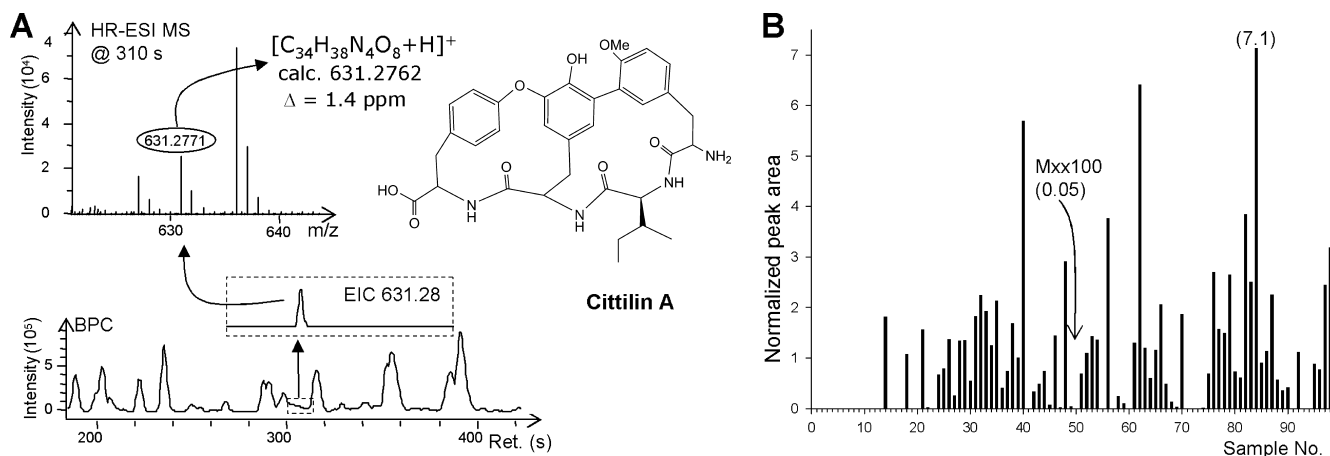 A
HR-ESI MS
@ 310 s
[C34H38N4O8+H]+
calc. 631.2762
Δ = 1.4 ppm
631.2771
Intensity (10⁴)
4
2
2
0
630
640
m/z
OMe
OH
O
O
NH2
HO
O
O
O
NH
N
H
N
H
Cittilin A
EIC 631.28
BPC
Intensity (10⁵)
5
0
200
300
400
Ret. (s)
B
(7.1)
Mxx100
(0.05)
Normalized peak area
7
6
5
4
3
2
1
0
0
10
20
30
40
50
60
70
80
90
Sample No.